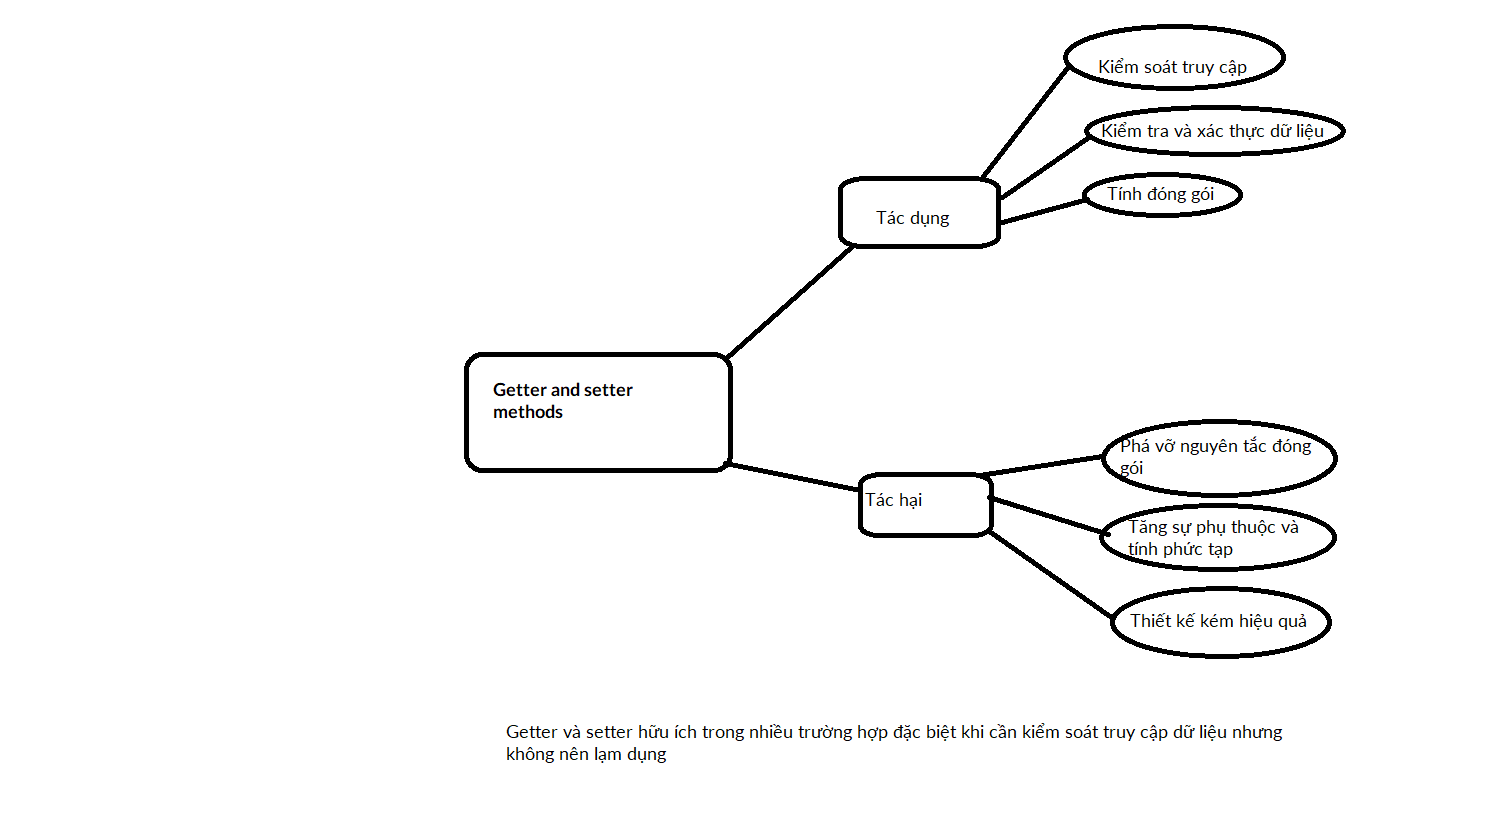 Kiểm soát truy cập
Kiểm tra và xác thực dữ liệu
Tính đóng gói
Tác dụng
Getter and setter
methods
Phá vỡ nguyên tắc đóng
gói
Tác hại
Tăng sự phụ thuộc và
tính phức tạp
Thiết kế kém hiệu quả
Getter và setter hữu ích trong nhiều trường hợp đặc biệt khi cần kiểm soát truy cập dữ liệu nhưng
không nên lạm dụng